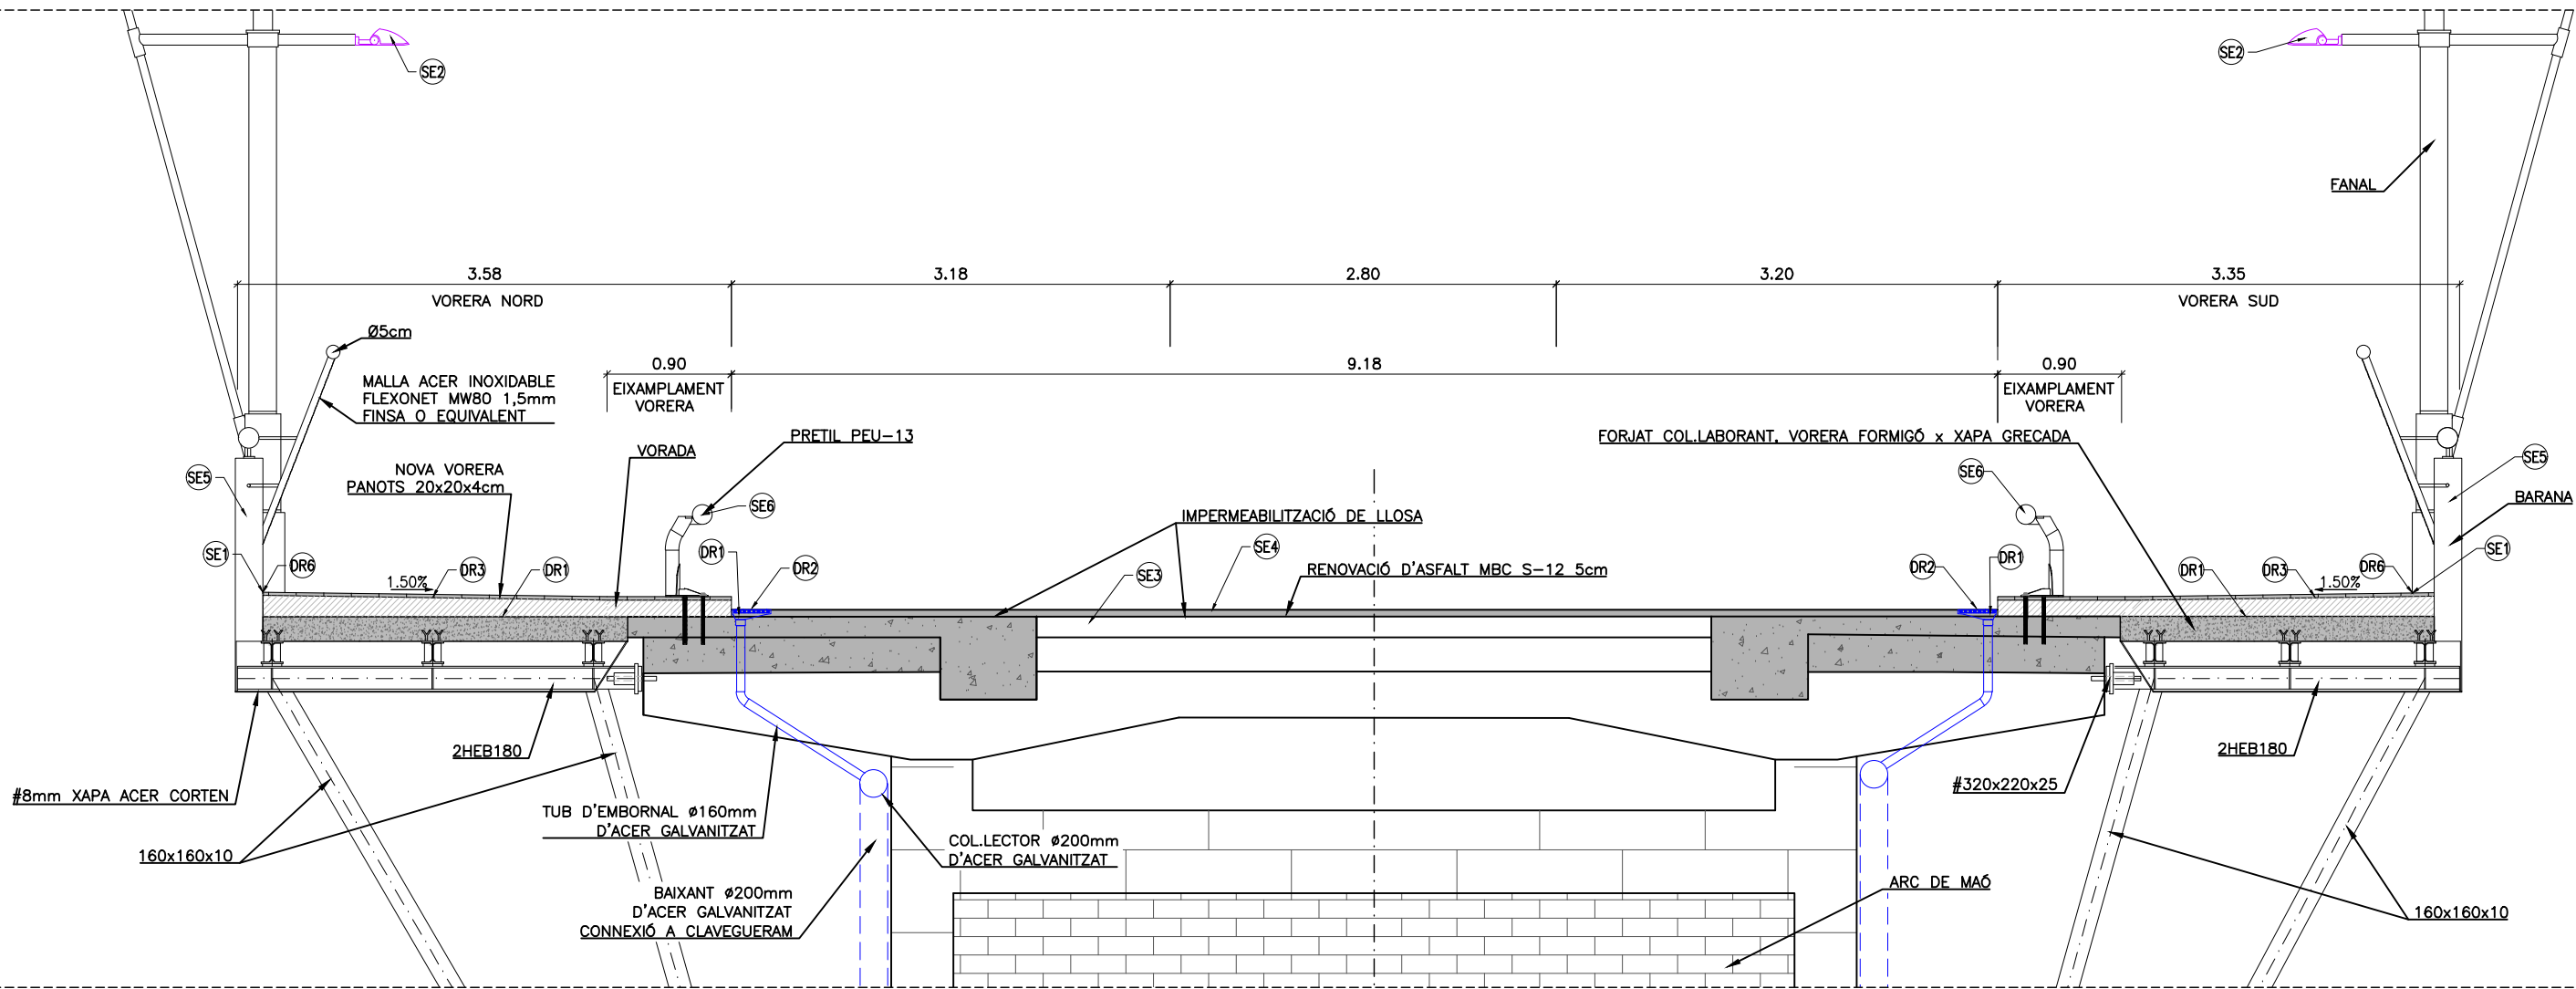 SE2
SE2
FANAL
3.58
3.18
2.80
3.20
3.35
VORERA NORD
VORERA SUD
Ø5cm
0.90
9.18
0.90
EIXAMPLAMENT
VORERA
EIXAMPLAMENT
VORERA
MALLA ACER INOXIDABLE
FLEXONET MW80 1,5mm
FINSA O EQUIVALENT
PRETIL PEU-13
FORJAT COL.LABORANT. VORERA FORMIGÓ x XAPA GRECADA
VORADA
NOVA VORERA
PANOTS 20x20x4cm
SE5
SE6
SE6
SE5
BARANA
IMPERMEABILITZACIÓ DE LLOSA
SE1
DR6
1.50%
DR3
DR1
DR1
DR2
SE3
SE4
RENOVACIÓ D'ASFALT MBC S-12 5cm
DR2
DR1
DR1
DR3
1.50%
DR6
SE1
2HEB180
2HEB180
#8mm XAPA ACER CORTEN
#320x220x25
TUB D'EMBORNAL ø160mm
D'ACER GALVANITZAT
COL.LECTOR ø200mm
D'ACER GALVANITZAT
160x160x10
BAIXANT ø200mm
D'ACER GALVANITZAT
CONNEXIÓ A CLAVEGUERAM
ARC DE MAÓ
160x160x10